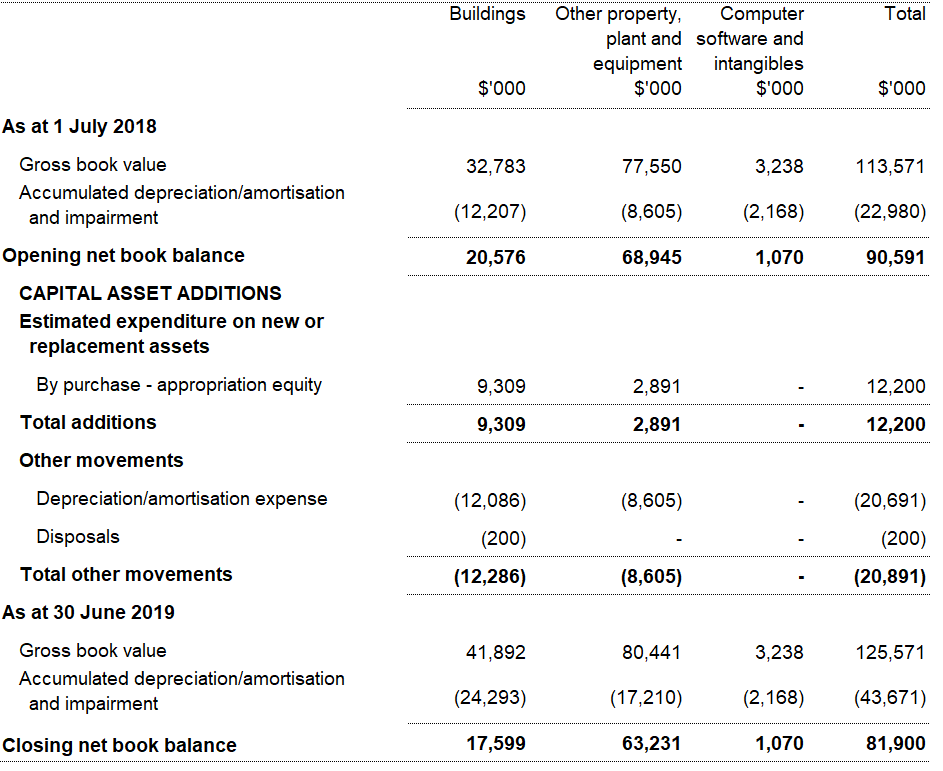 Buildings Other property, Computer Total
plant and software and
equipment intangibles
$'000 $'000 $'000 $'000
As at 1 July 2018
Gross book value 32,783 77,550 3,238 113,571
Accumulated depreciation/amortisation
and impairment (12,207) (8,605) (2,168) (22,980)
Opening net book balance 20,576 68,945 1,070 90,591
CAPITAL ASSET ADDITIONS
Estimated expenditure on new or
replacement assets
By purchase - appropriation equity 9,309 2,891 - 12,200
Total additions 9,309 2,891 - 12,200
Other movements
Depreciation/amortisation expense (12,086) (8,605) - (20,691)
Disposals (200) - - (200)
Total other movements (12,286) (8,605) - (20,891)
As at 30 June 2019
Gross book value 41,892 80,441 3,238 125,571
Accumulated depreciation/amortisation
and impairment (24,293) (17,210) (2,168) (43,671)
Closing net book balance 17,599 63,231 1,070 81,900